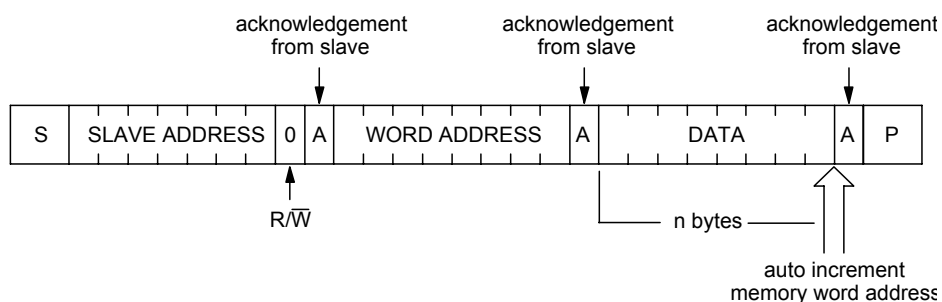 acknowledgement
from slave
acknowledgement
from slave
acknowledgement
from slave
S SLAVE ADDRESS 0 A WORD ADDRESS A DATA A P
R/W̅
n bytes
auto increment
memory word address